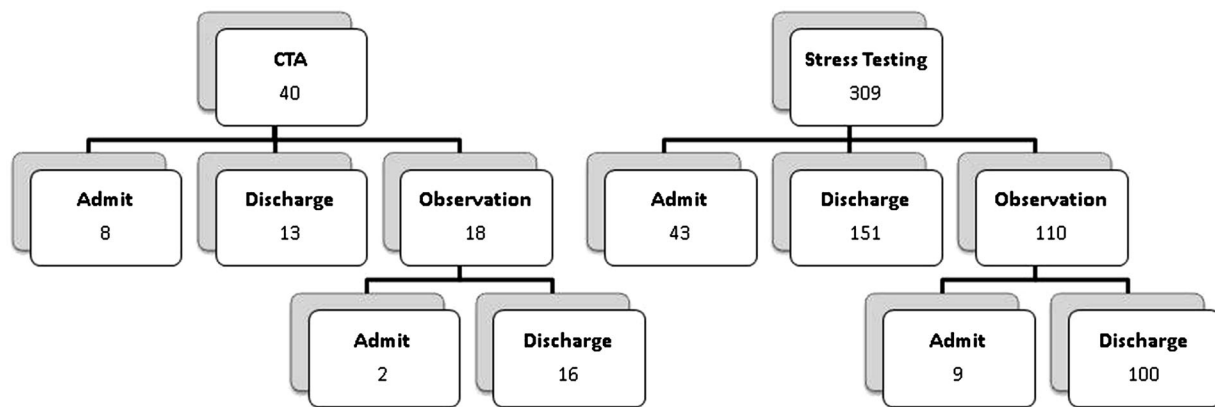 CTA
40
Stress Testing
309
Admit
8
Discharge
13
Observation
18
Admit
43
Discharge
151
Observation
110
Admit
2
Discharge
16
Admit
9
Discharge
100